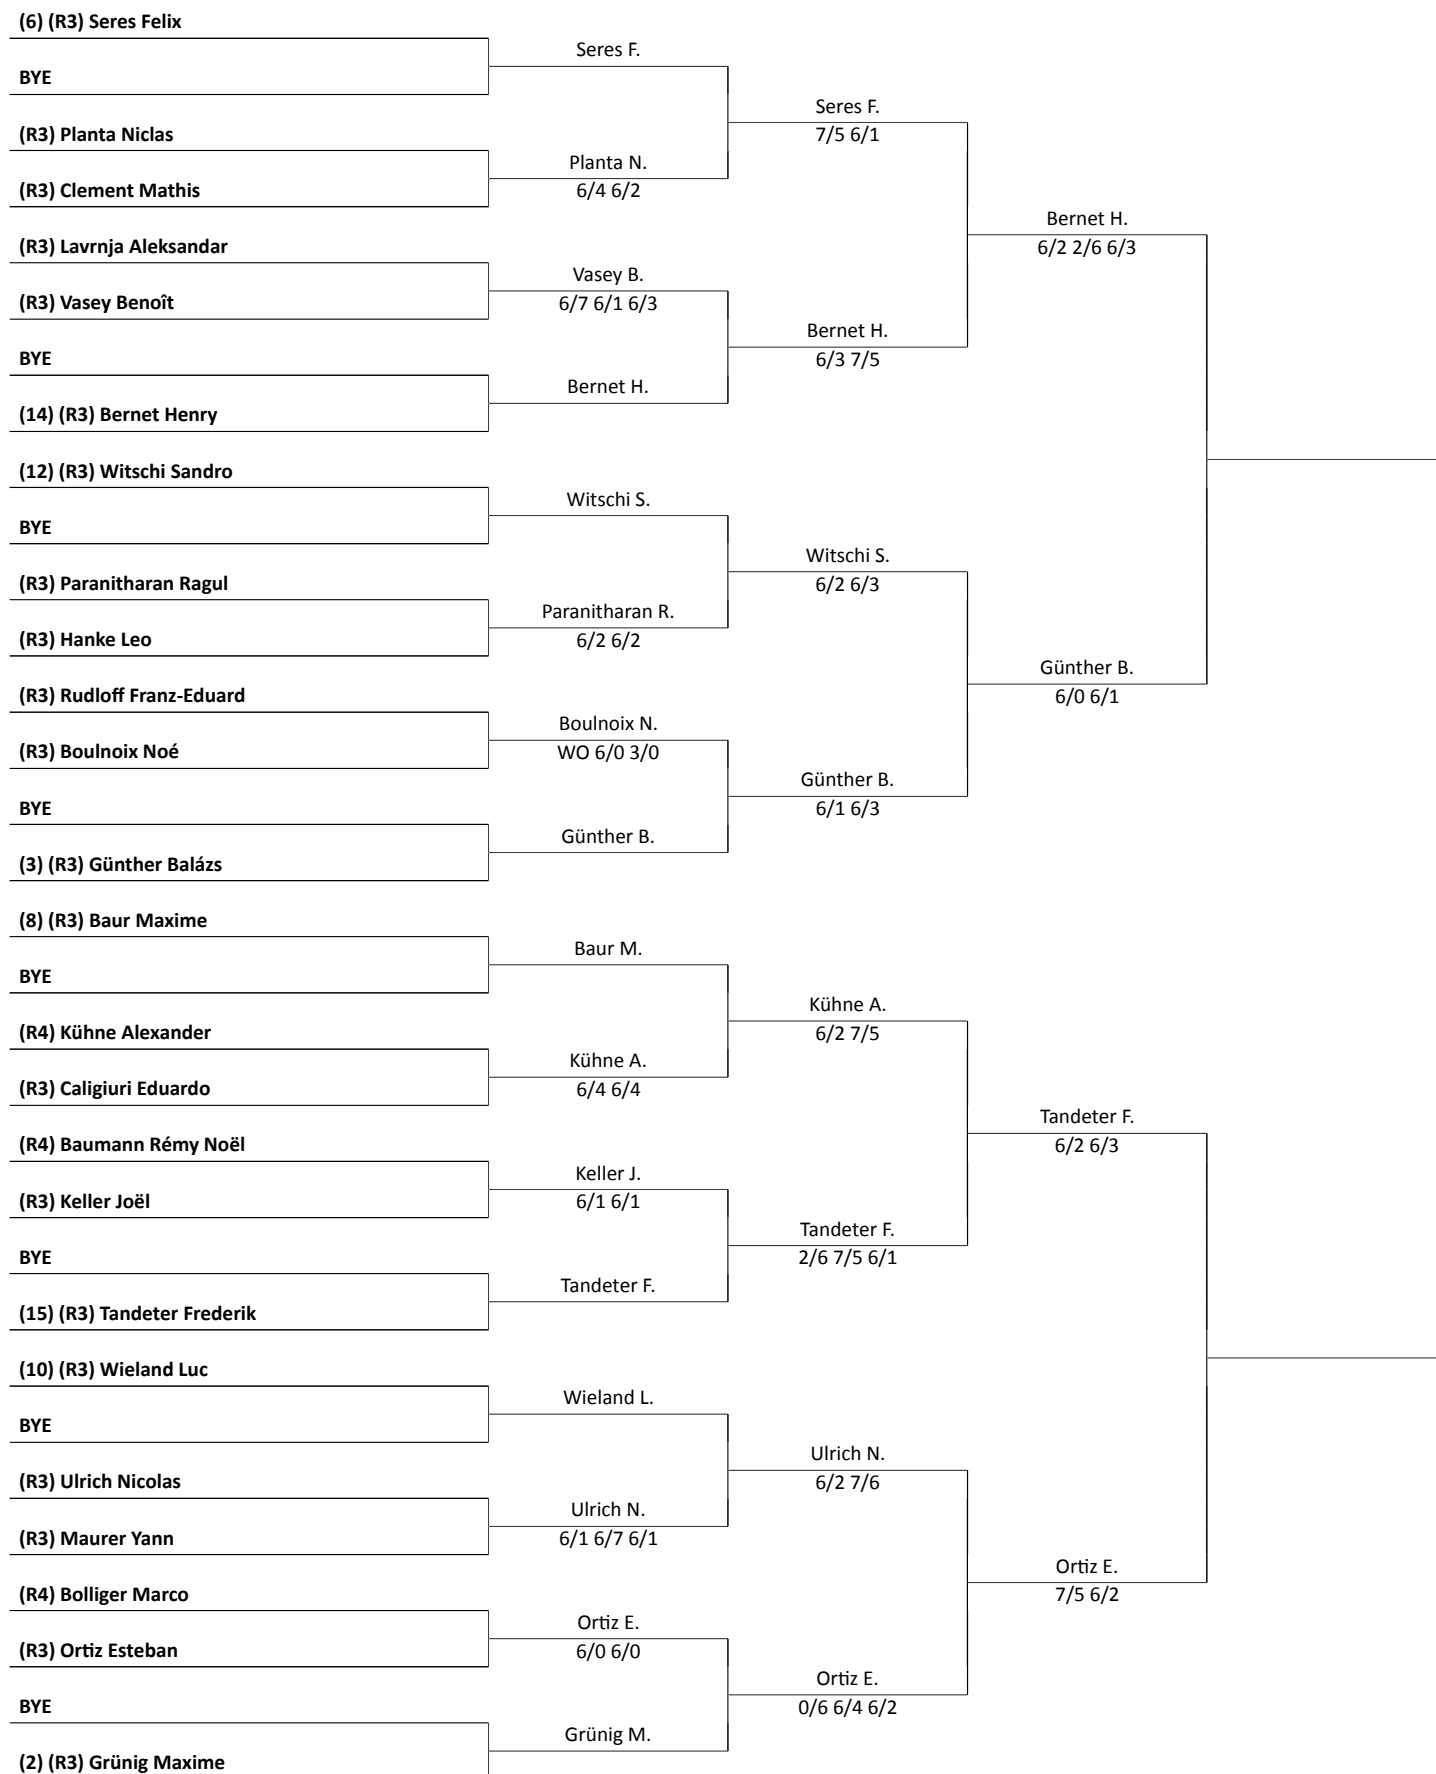 (6) (R3) Seres Felix
Seres F.
BYE
Seres F.
7/5 6/1
(R3) Planta Niclas
Planta N.
6/4 6/2
(R3) Clement Mathis
Bernet H.
6/2 2/6 6/3
(R3) Lavrnja Aleksandar
Vasey B.
6/7 6/1 6/3
(R3) Vasey Benoît
Bernet H.
6/3 7/5
BYE
Bernet H.
(14) (R3) Bernet Henry
(12) (R3) Witschi Sandro
Witschi S.
BYE
Witschi S.
6/2 6/3
(R3) Paranitharan Ragul
Paranitharan R.
6/2 6/2
(R3) Hanke Leo
Günther B.
6/0 6/1
(R3) Rudloff Franz-Eduard
Boulnoix N.
WO 6/0 3/0
(R3) Boulnoix Noé
Günther B.
6/1 6/3
BYE
Günther B.
(3) (R3) Günther Balázs
(8) (R3) Baur Maxime
Baur M.
BYE
Kühne A.
6/2 7/5
(R4) Kühne Alexander
Kühne A.
6/4 6/4
(R3) Caligiuri Eduardo
Tandeter F.
6/2 6/3
(R4) Baumann Rémy Noël
Keller J.
6/1 6/1
(R3) Keller Joël
Tandeter F.
2/6 7/5 6/1
BYE
Tandeter F.
(15) (R3) Tandeter Frederik
(10) (R3) Wieland Luc
Wieland L.
BYE
Ulrich N.
6/2 7/6
(R3) Ulrich Nicolas
Ulrich N.
6/1 6/7 6/1
(R3) Maurer Yann
Ortiz E.
7/5 6/2
(R4) Bolliger Marco
Ortiz E.
6/0 6/0
(R3) Ortiz Esteban
Ortiz E.
0/6 6/4 6/2
BYE
Grünig M.
(2) (R3) Grünig Maxime